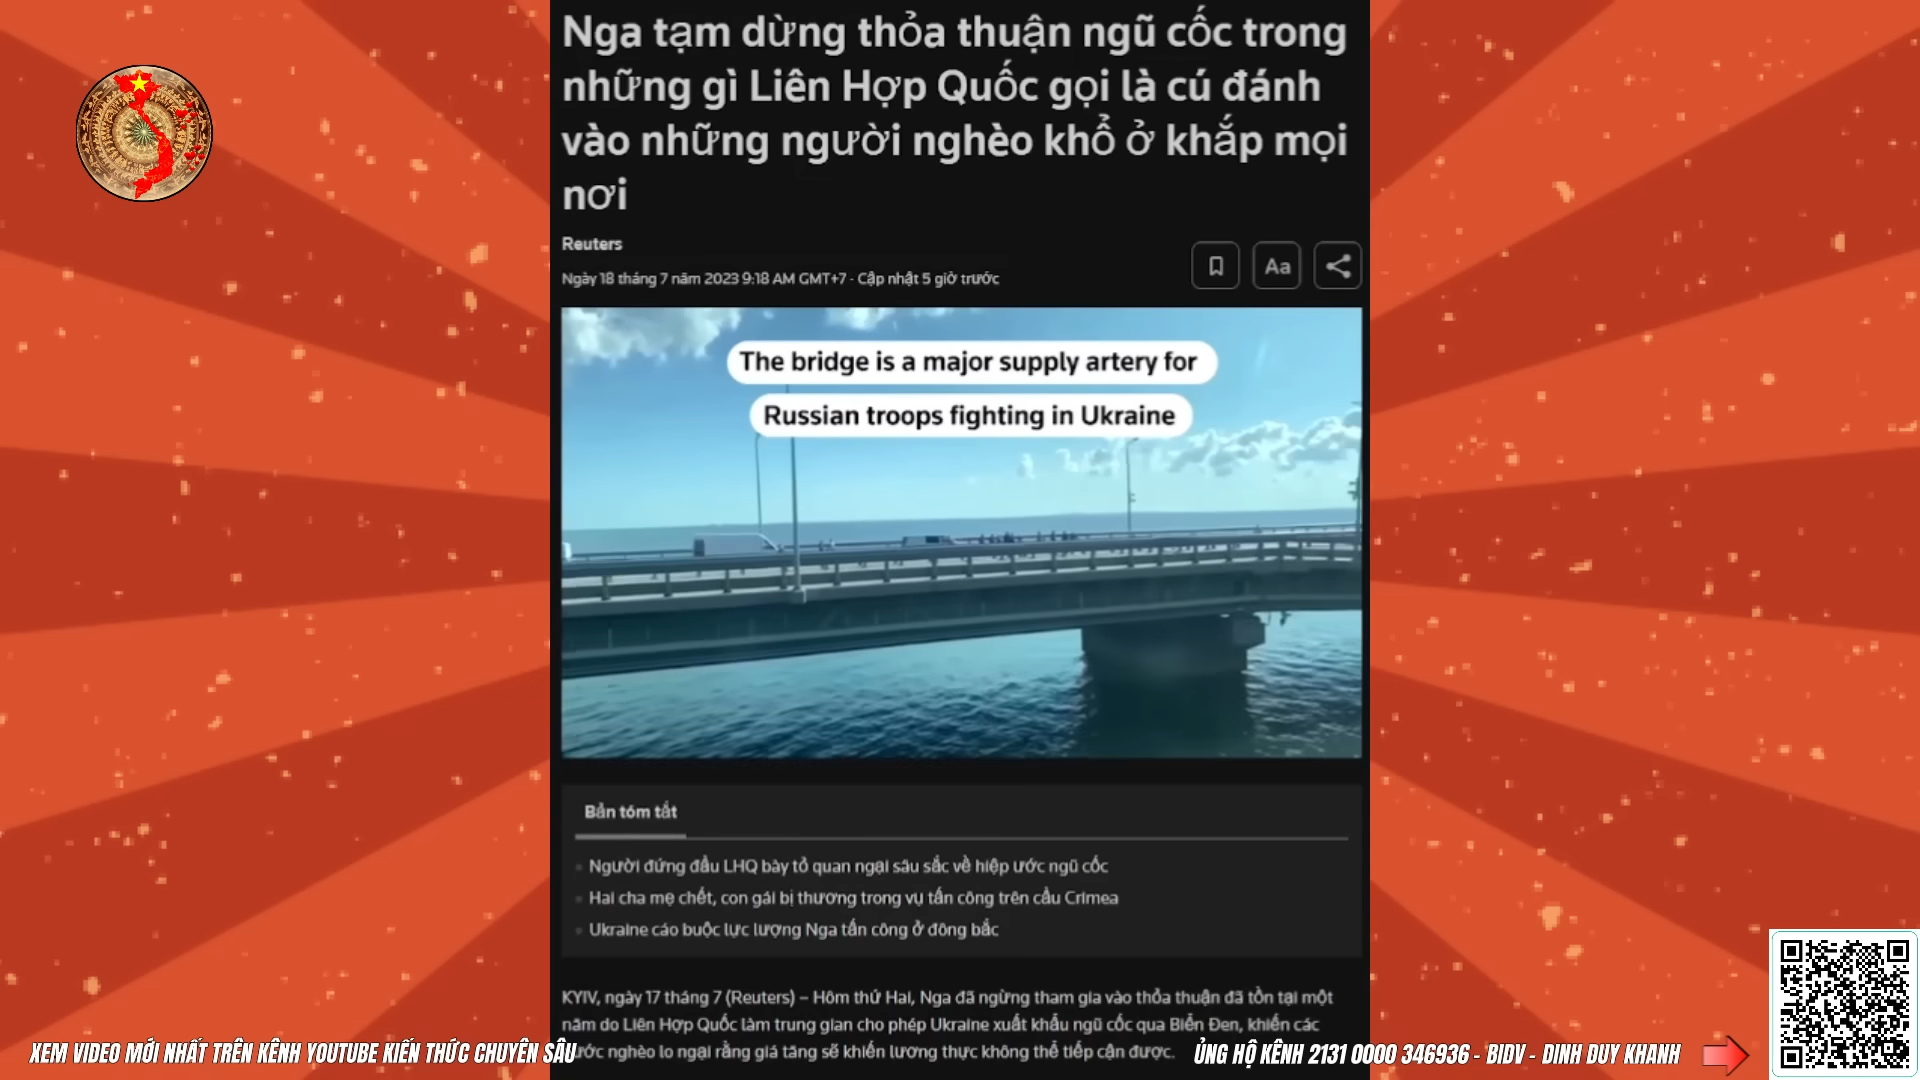 Nga tạm dừng thỏa thuận ngũ cốc trong
những gì Liên Hợp Quốc gọi là cú đánh
vào những người nghèo khổ ở khắp mọi
nơi
Reuters
Ngày 18 tháng 7 năm 2023 9:18 AM GMT+7 - Cập nhật 5 giờ trước
Aa
The bridge is a major supply artery for
Russian troops fighting in Ukraine
Bản tóm tắt
Người đứng đầu LHQ bày tỏ quan ngại sâu sắc về hiệp ước ngũ cốc
Hai cha mẹ chết, con gái bị thương trong vụ tấn công trên cầu Crimea
Ukraine cáo buộc lực lượng Nga tấn công ở đông bắc
KYIV, ngày 17 tháng 7 (Reuters) – Hôm thứ Hai, Nga đã ngừng tham gia vào thỏa thuận đã tồn tại một
năm do Liên Hợp Quốc làm trung gian cho phép Ukraine xuất khẩu ngũ cốc qua Biển Đen, khiến các
nghèo lo ngại rằng giá tăng sẽ khiến lương thực không thể tiếp cận được.
XEM VIDEO MỚI NHẤT TRÊN KÊNH YOUTUBE KIẾN THỨC CHUYÊN SÂU
ỦNG HỘ KÊNH 2131 0000 346936 - BIDV - DINH DUY KHANH